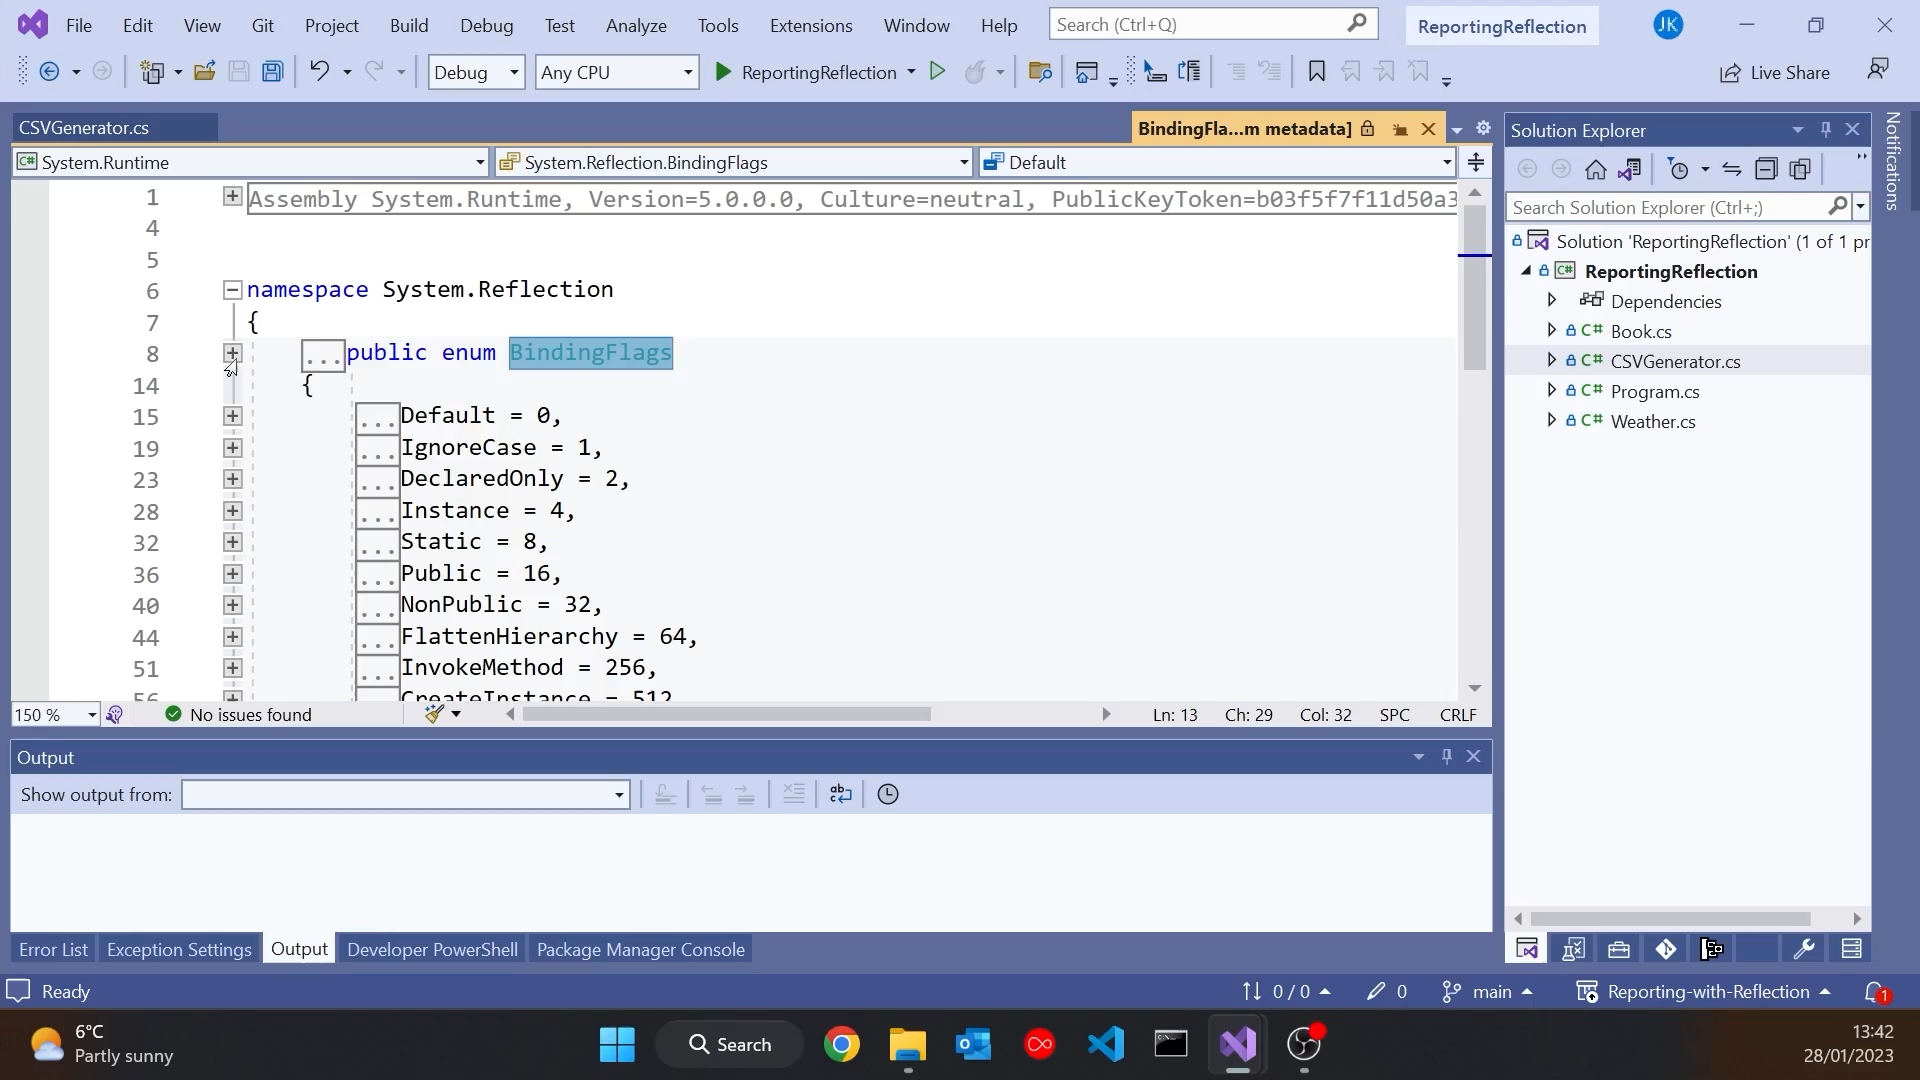 File Edit View Git Project Build Debug Test Analyze Tools Extensions Window Help Search (Ctrl+Q) ReportingReflection JK
Debug Any CPU ReportingReflection Live Share
CSVGenerator.cs BindingFla...m metadata]
System.Runtime System.Reflection.BindingFlags Default
1 Assembly System.Runtime, Version=5.0.0.0, Culture=neutral, PublicKeyToken=b03f5f7f11d50a3
4
5
6 namespace System.Reflection
7 {
8 ...public enum BindingFlags
14 {
15 ...Default = 0,
19 ...IgnoreCase = 1,
23 ...DeclaredOnly = 2,
28 ...Instance = 4,
32 ...Static = 8,
36 ...Public = 16,
40 ...NonPublic = 32,
44 ...FlattenHierarchy = 64,
51 ...InvokeMethod = 256,
56 ...CreateInstance = 512
150 % No issues found Ln: 13 Ch: 29 Col: 32 SPC CRLF
Output
Show output from:
Error List Exception Settings Output Developer PowerShell Package Manager Console
Solution Explorer
Search Solution Explorer (Ctrl+;)
Solution 'ReportingReflection' (1 of 1 pr
ReportingReflection
Dependencies
C# Book.cs
C# CSVGenerator.cs
C# Program.cs
C# Weather.cs
Notifications
Ready 0 / 0 0 main Reporting-with-Reflection 1
6°C
Partly sunny
Search
13:42
28/01/2023